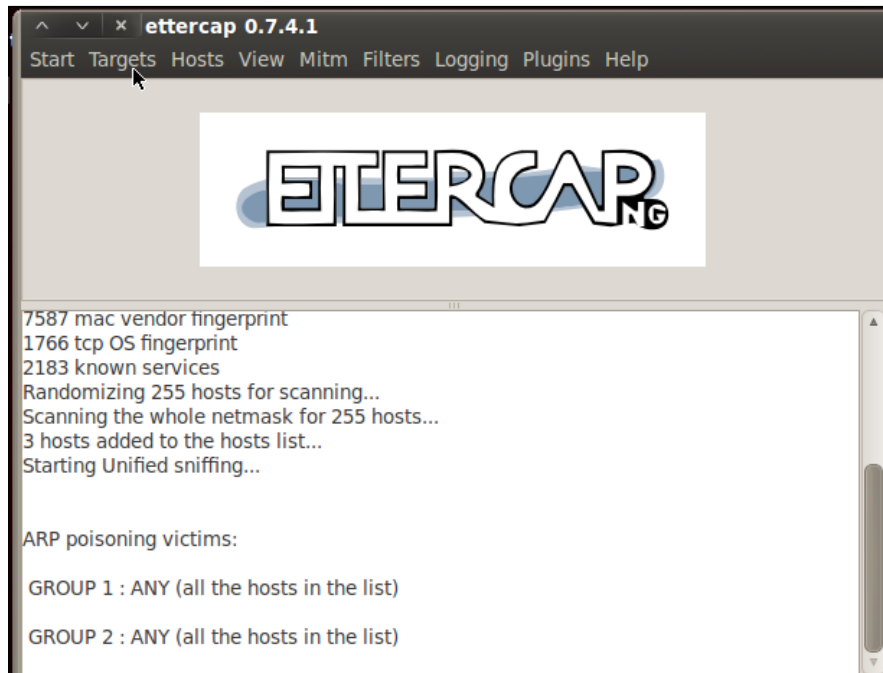 ettercap 0.7.4.1
Start Targets Hosts View Mitm Filters Logging Plugins Help
ETTERCAP NG
7587 mac vendor fingerprint
1766 tcp OS fingerprint
2183 known services
Randomizing 255 hosts for scanning...
Scanning the whole netmask for 255 hosts...
3 hosts added to the hosts list...
Starting Unified sniffing...
ARP poisoning victims:
GROUP 1 : ANY (all the hosts in the list)
GROUP 2 : ANY (all the hosts in the list)